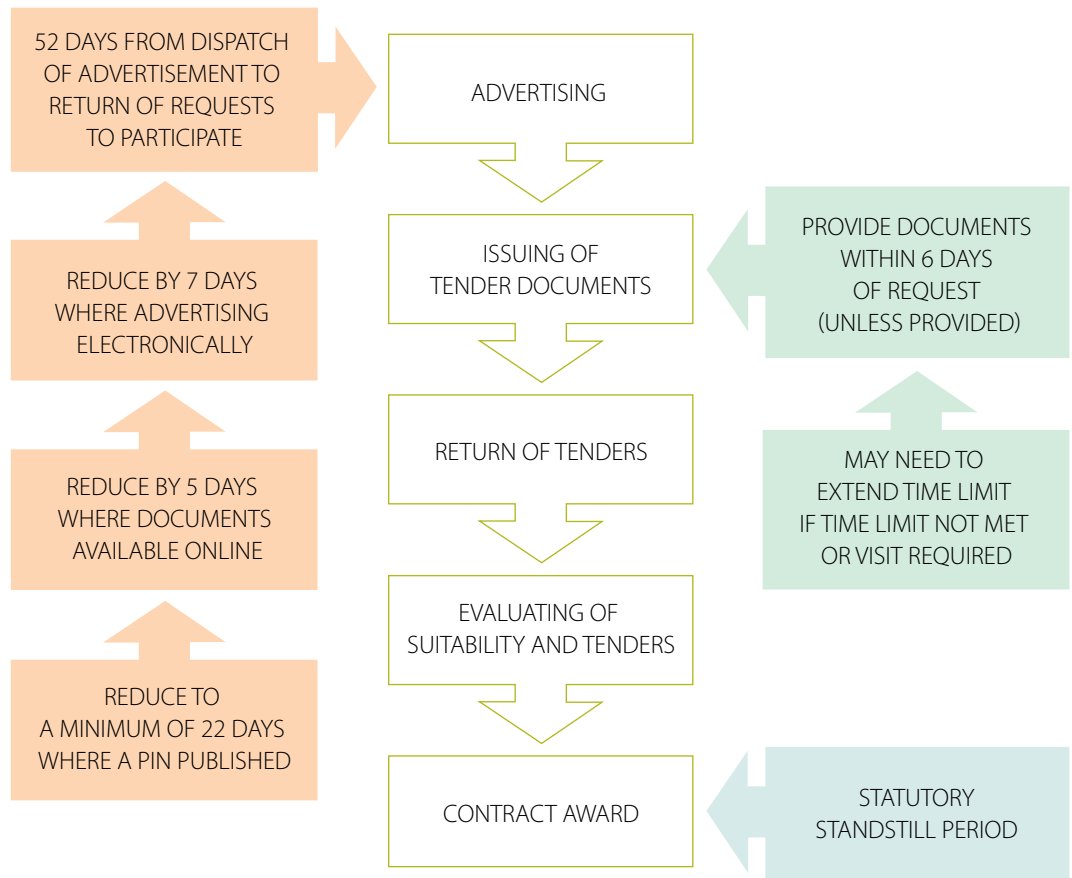 52 DAYS FROM DISPATCH
OF ADVERTISEMENT TO
RETURN OF REQUESTS
TO PARTICIPATE
REDUCE BY 7 DAYS
WHERE ADVERTISING
ELECTRONICALLY
REDUCE BY 5 DAYS
WHERE DOCUMENTS
AVAILABLE ONLINE
REDUCE TO
A MINIMUM OF 22 DAYS
WHERE A PIN PUBLISHED
ADVERTISING
ISSUING OF
TENDER DOCUMENTS
RETURN OF TENDERS
EVALUATING OF
SUITABILITY AND TENDERS
CONTRACT AWARD
PROVIDE DOCUMENTS
WITHIN 6 DAYS
OF REQUEST
(UNLESS PROVIDED)
MAY NEED TO
EXTEND TIME LIMIT
IF TIME LIMIT NOT MET
OR VISIT REQUIRED
STATUTORY
STANDSTILL PERIOD